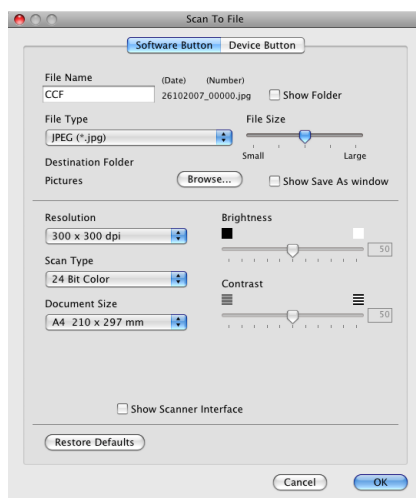 Scan To File
Software Button Device Button
File Name (Date) (Number)
CCF 26102007_00000.jpg Show Folder
File Type File Size
JPEG (*.jpg)
Small Large
Destination Folder
Pictures Browse... Show Save As window
Resolution Brightness
300 x 300 dpi 50
Scan Type
24 Bit Color Contrast
Document Size
A4 210 x 297 mm 50
Show Scanner Interface
Restore Defaults
Cancel OK